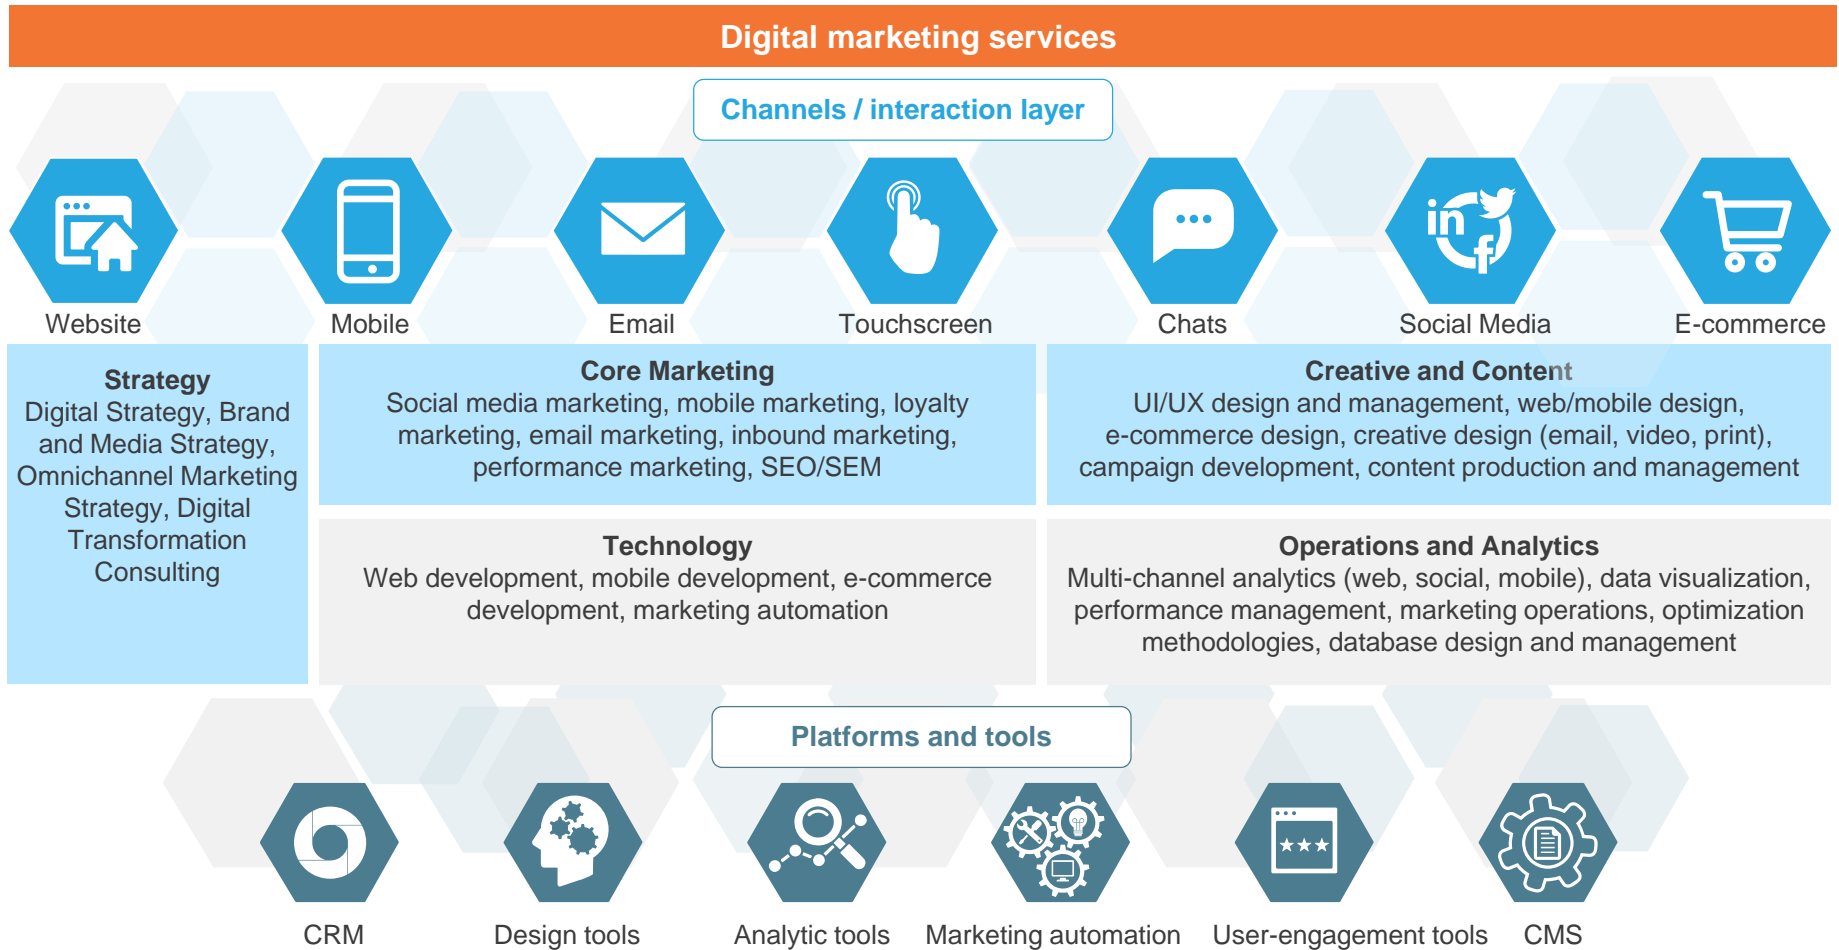 Digital marketing services
Channels / interaction layer
in
f
Website
Mobile
Email
Touchscreen
Chats
Social Media
E-commerce
Strategy
Digital Strategy, Brand
and Media Strategy,
Omnichannel Marketing
Strategy, Digital
Transformation
Consulting
Core Marketing
Social media marketing, mobile marketing, loyalty
marketing, email marketing, inbound marketing,
performance marketing, SEO/SEM
Creative and Content
UI/UX design and management, web/mobile design,
e-commerce design, creative design (email, video, print),
campaign development, content production and management
Technology
Web development, mobile development, e-commerce
development, marketing automation
Operations and Analytics
Multi-channel analytics (web, social, mobile), data visualization,
performance management, marketing operations, optimization
methodologies, database design and management
Platforms and tools
CRM
Design tools
Analytic tools
Marketing automation
User-engagement tools
CMS